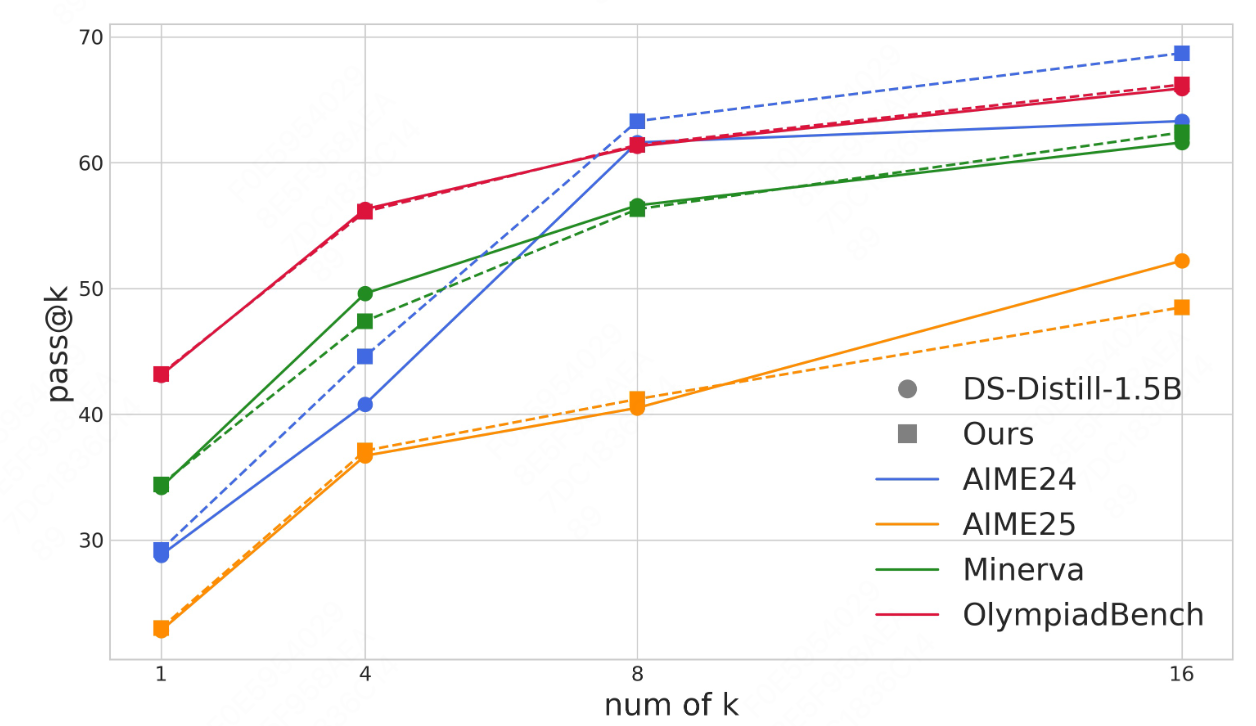 70
60
50
40
30
pass@k
1 4 8 16
num of k
DS-Distill-1.5B
Ours
AIME24
AIME25
Minerva
OlympiadBench